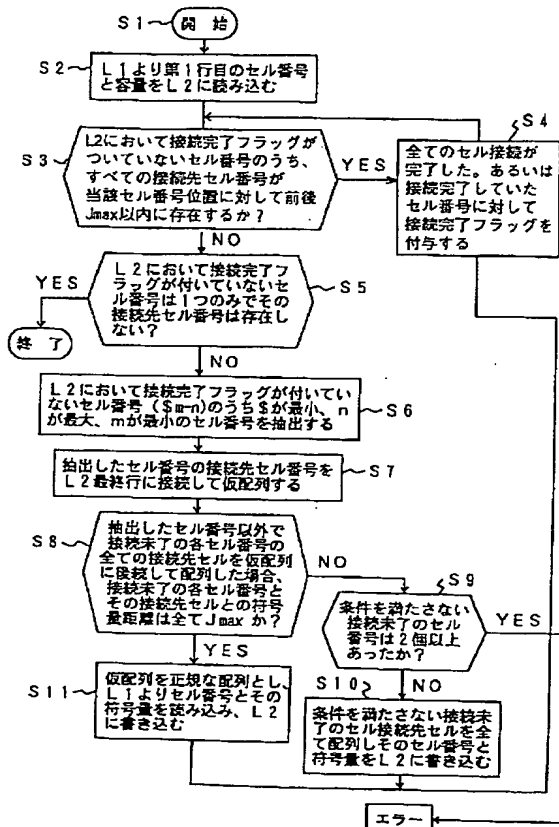 S1
開 始
S2
L1より第1行目のセル番号
と容量をL2に読み込む
S3
L2において接続完了フラッグが
ついていないセル番号のうち、
すべての接続先セル番号が
当該セル番号位置に対して前後
Jmax以内に存在するか?
YES
S4
全てのセル接続が
完了した。あるいは
接続完了していた
セル番号に対して
接続完了フラッグを
付与する
NO
YES
S5
L2において接続完了フ
ラッグが付いていないセ
ル番号は1つのみでその
接続先セル番号は存在し
ない?
終 了
NO
S6
L2において接続完了フラッグが付いてい
ないセル番号($m-n)のうち$が最小、n
が最大、mが最小のセル番号を抽出する
S7
抽出したセル番号の接続先セル番号を
L2最終行に接続して仮配列する
S8
抽出したセル番号以外で
接続未了の各セル番号の
全ての接続先セルを仮配列
に後続して配列した場合、
接続未了の各セル番号と
その接続先セルとの符号
量距離は全てJmaxか?
NO
S9
条件を満たさない
接続未了のセル
番号は2個以上
あったか?
YES
YES
NO
S11
仮配列を正規な配列とし、
L1よりセル番号とその
符号量を読み込み、L2
に書き込む
S10
条件を満たさない接続未
了のセル接続先セルを全
て配列しそのセル番号と
符号量をL2に書き込む
エラー